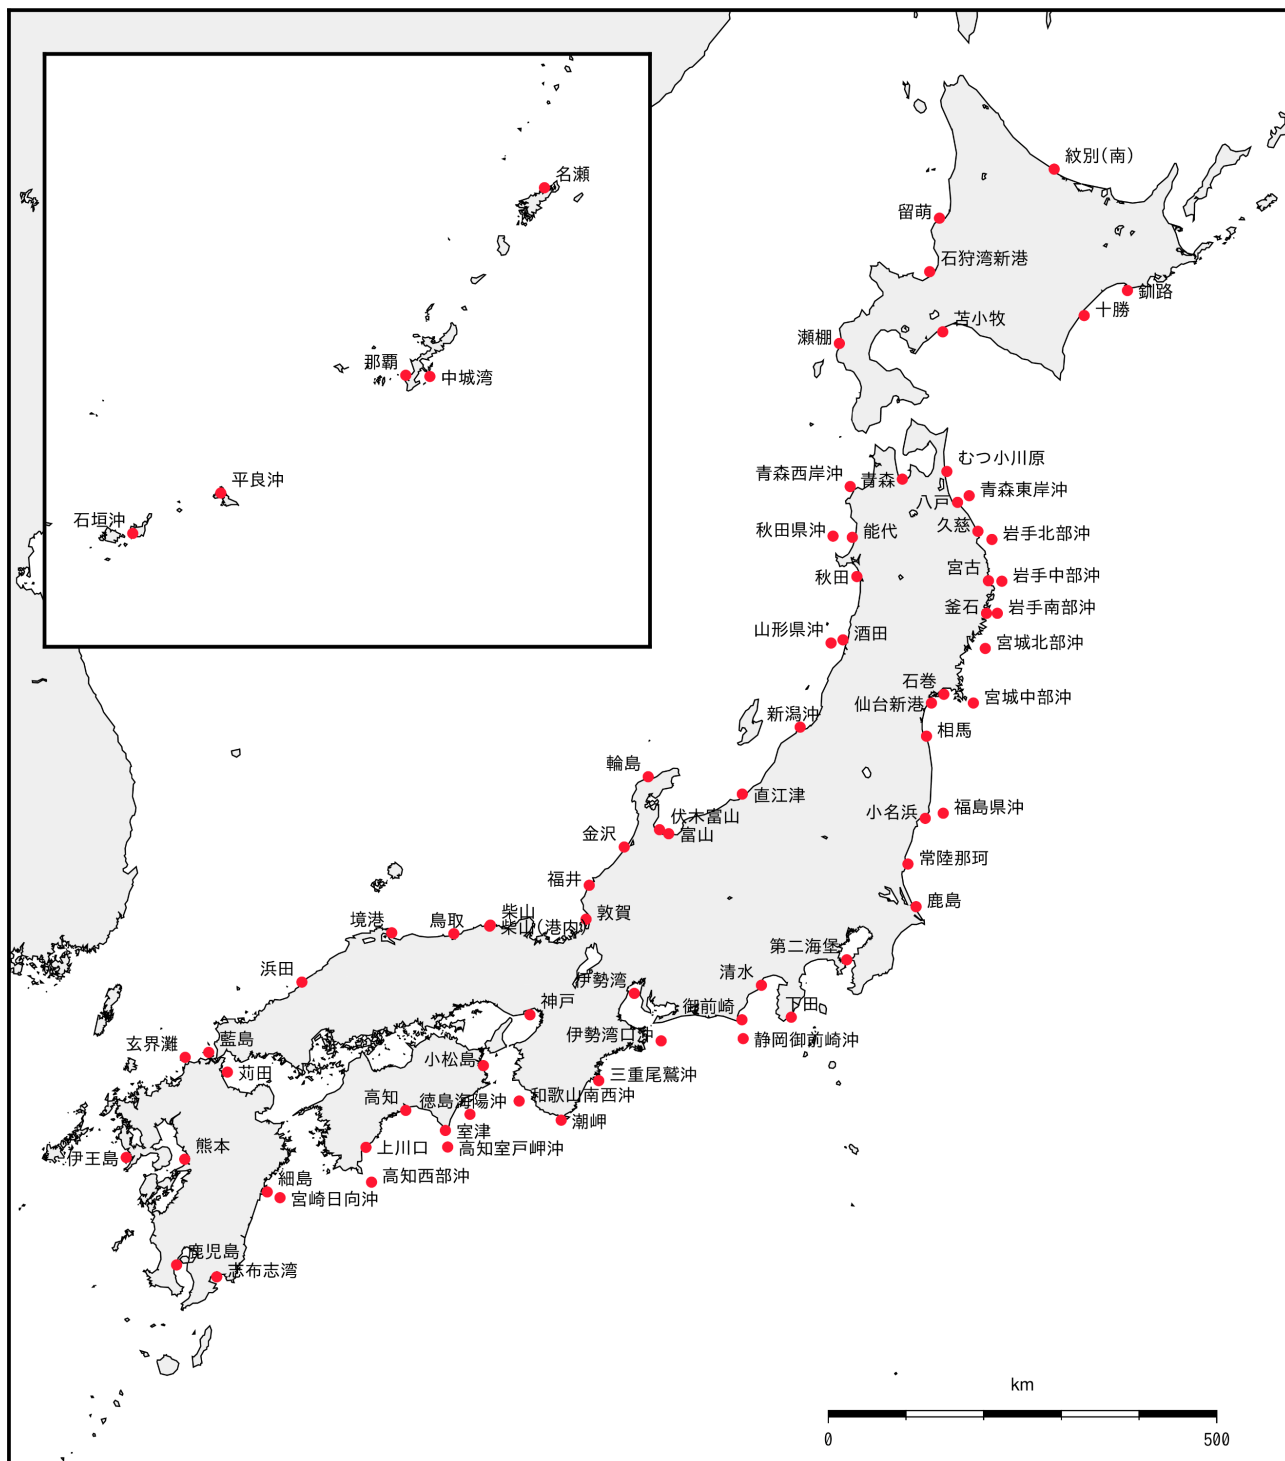 紋別(南)
名瀬
留萌
石狩湾新港
釧路
十勝
苫小牧
瀬棚
那覇
中城湾
むつ小川原
青森西岸沖
青森
平良沖
青森東岸沖
八戸
石垣沖
久慈
秋田県沖
能代
岩手北部沖
宮古
岩手中部沖
秋田
釜石
岩手南部沖
山形県沖
酒田
宮城北部沖
石巻
宮城中部沖
仙台新港
新潟沖
相馬
輪島
直江津
福島県沖
小名浜
伏木富山
富山
金沢
常陸那珂
福井
鹿島
柴山
敦賀
境港
鳥取
柴山(港内)
第二海堡
浜田
清水
伊勢湾
御前崎
下田
神戸
伊勢湾口沖
静岡御前崎沖
藍島
玄界灘
小松島
苅田
三重尾鷲沖
高知
徳島海陽沖
和歌山南西沖
潮岬
室津
熊本
上川口
高知室戸岬沖
伊王島
高知西部沖
細島
宮崎日向沖
鹿児島
志布志湾
km
0
500